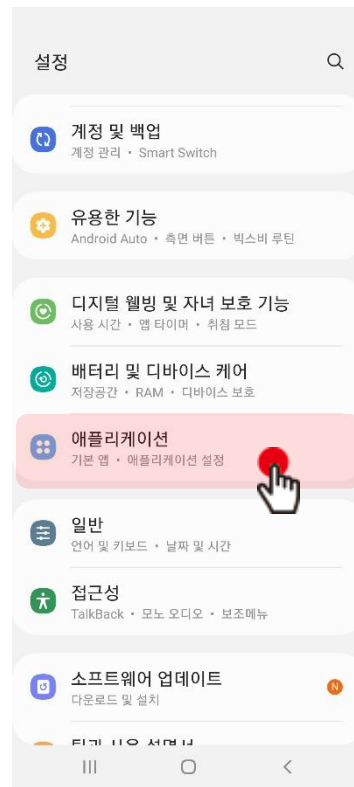 설정
계정 및 백업
계정 관리 • Smart Switch
유용한 기능
Android Auto • 측면 버튼 • 빅스비 루틴
디지털 웰빙 및 자녀 보호 기능
사용 시간 • 앱 타이머 • 취침 모드
배터리 및 디바이스 케어
저장공간 • RAM • 디바이스 보호
애플리케이션
기본 앱 • 애플리케이션 설정
일반
언어 및 키보드 • 날짜 및 시간
접근성
TalkBack • 모노 오디오 • 보조메뉴
소프트웨어 업데이트
N
다운로드 및 설치